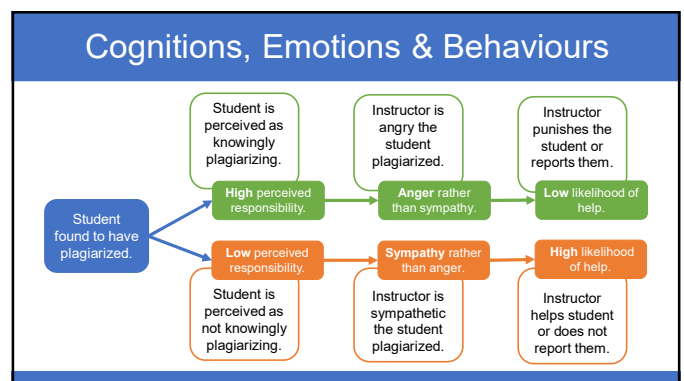 Cognitions, Emotions & Behaviours
Student is
perceived as
knowingly
plagiarizing.
Instructor is
angry the
student
plagiarized.
Instructor
punishes the
student or
reports them.
High perceived
responsibility.
Anger rather
than sympathy.
Low likelihood of
help.
Student
found to have
plagiarized.
Low perceived
responsibility.
Sympathy rather
than anger.
High likelihood
of help.
Student is
perceived as
not knowingly
plagiarizing.
Instructor is
sympathetic
the student
plagiarized.
Instructor
helps student
or does not
report them.